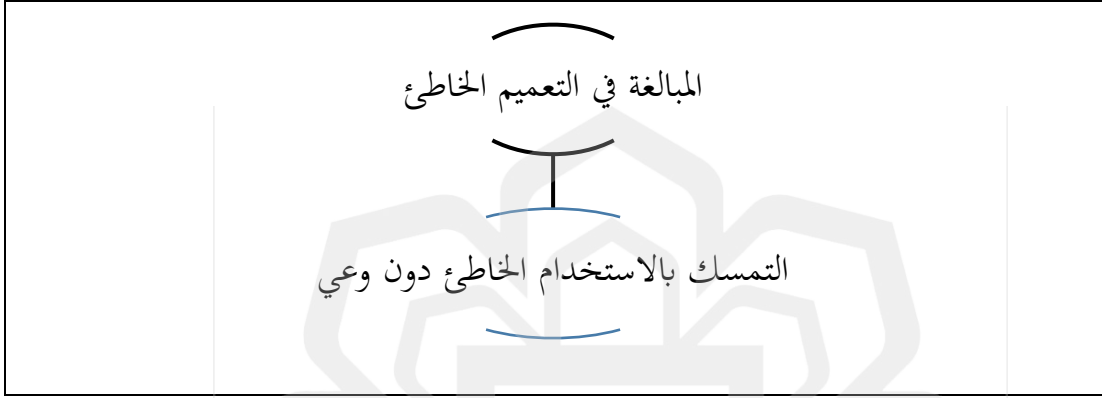 المبالغة في التعميم الخاطئ
التمسك بالاستخدام الخاطئ دون وعي